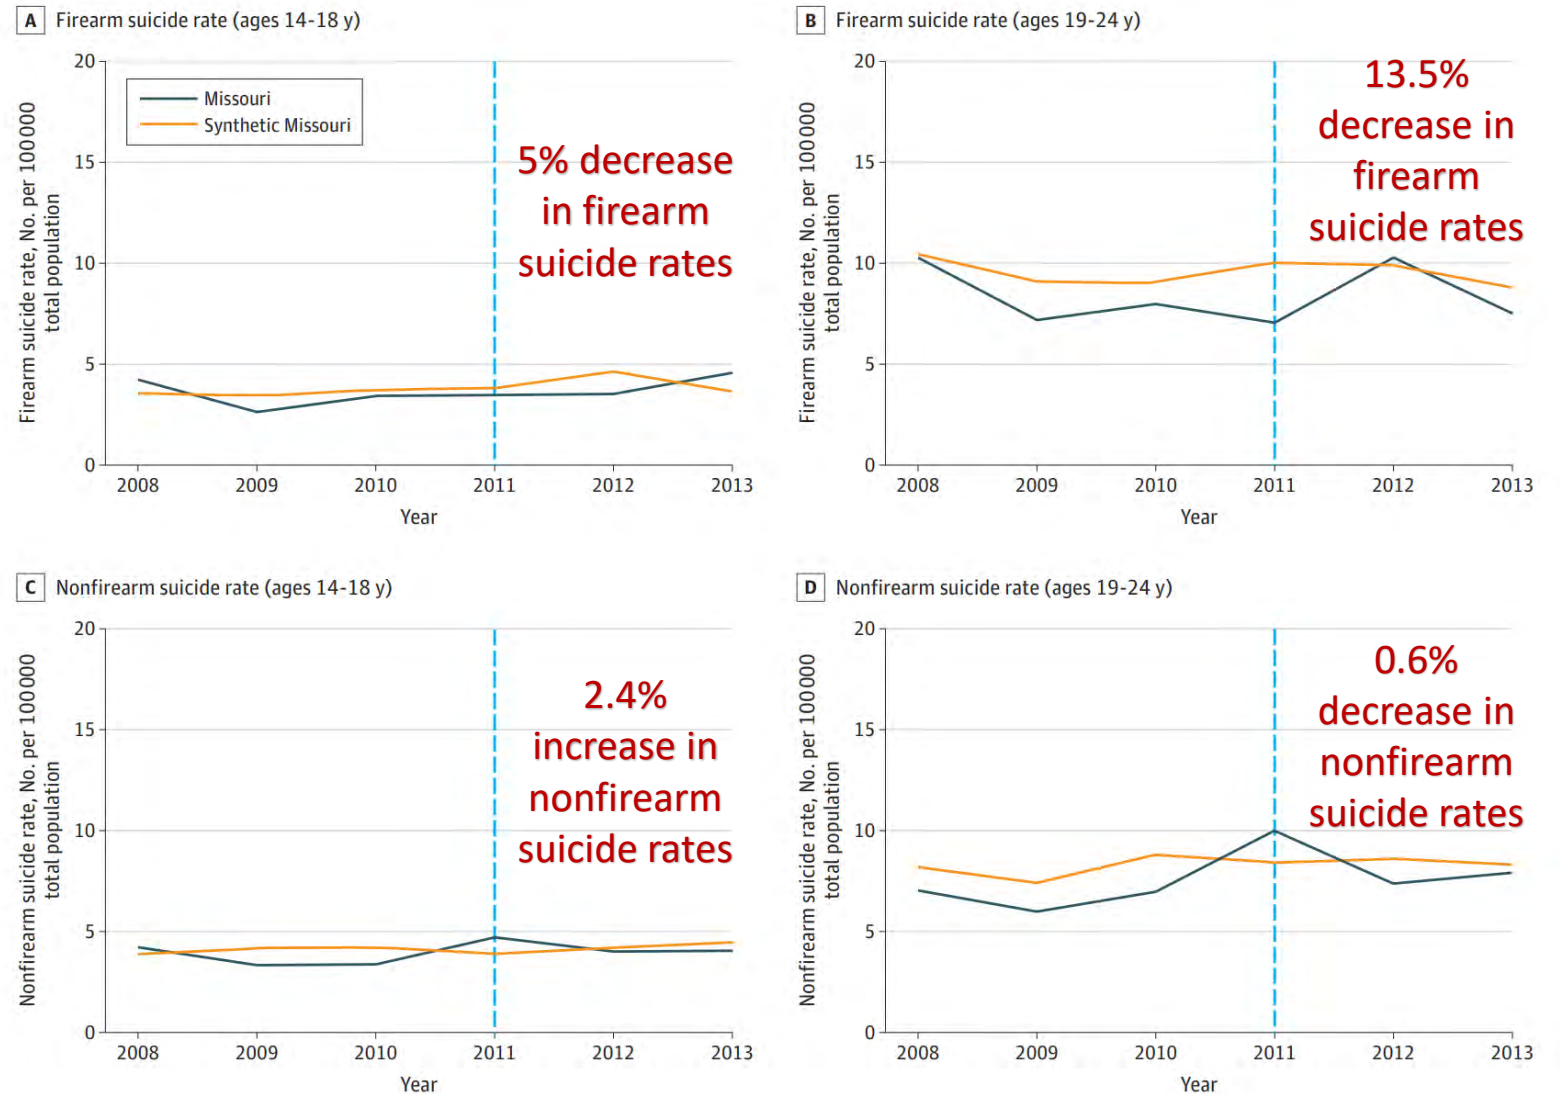 A Firearm suicide rate (ages 14-18 y)
Firearm suicide rate, No. per 100000
total population
20
15
10
5
0
Missouri
Synthetic Missouri
5% decrease
in firearm
suicide rates
2008 2009 2010 2011 2012 2013
Year
B Firearm suicide rate (ages 19-24 y)
Firearm suicide rate, No. per 100000
total population
20
15
10
5
0
13.5%
decrease in
firearm
suicide rates
2008 2009 2010 2011 2012 2013
Year
C Nonfirearm suicide rate (ages 14-18 y)
Nonfirearm suicide rate, No. per 100000
total population
20
15
10
5
0
2.4%
increase in
nonfirearm
suicide rates
2008 2009 2010 2011 2012 2013
Year
D Nonfirearm suicide rate (ages 19-24 y)
Nonfirearm suicide rate, No. per 100000
total population
20
15
10
5
0
0.6%
decrease in
nonfirearm
suicide rates
2008 2009 2010 2011 2012 2013
Year